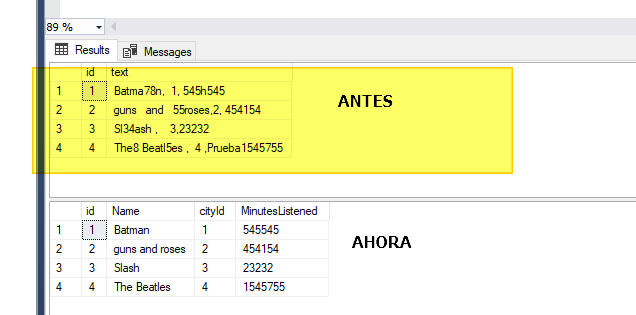 89 %
Results Messages
id text
1 1 Batma78n, 1, 545h545
ANTES
2 2 guns and 55roses,2, 454154
3 3 Sl34ash , 3,23232
4 4 The8 Beatl5es , 4 ,Prueba1545755
id Name cityId MinutesListened
1 1 Batman 1 545545
AHORA
2 2 guns and roses 2 454154
3 3 Slash 3 23232
4 4 The Beatles 4 1545755